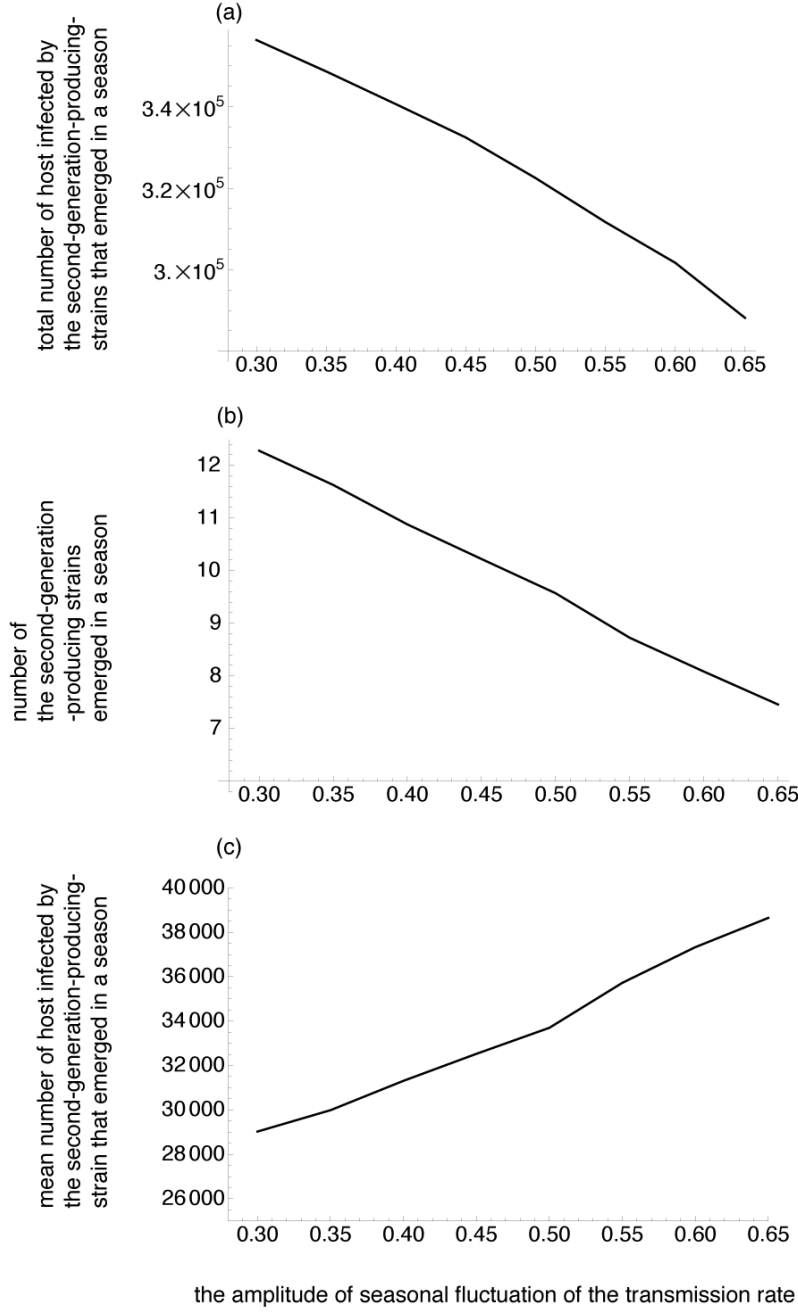 (a)
total number of host infected by
the second-generation-producing-
strains that emerged in a season
3.4×10⁵
3.2×10⁵
3.×10⁵
0.30 0.35 0.40 0.45 0.50 0.55 0.60 0.65
(b)
number of
the second-generation
-producing strains
emerged in a season
12
11
10
9
8
7
0.30 0.35 0.40 0.45 0.50 0.55 0.60 0.65
(c)
mean number of host infected by
the second-generation-producing-
strain that emerged in a season
40 000
38 000
36 000
34 000
32 000
30 000
28 000
26 000
0.30 0.35 0.40 0.45 0.50 0.55 0.60 0.65
the amplitude of seasonal fluctuation of the transmission rate